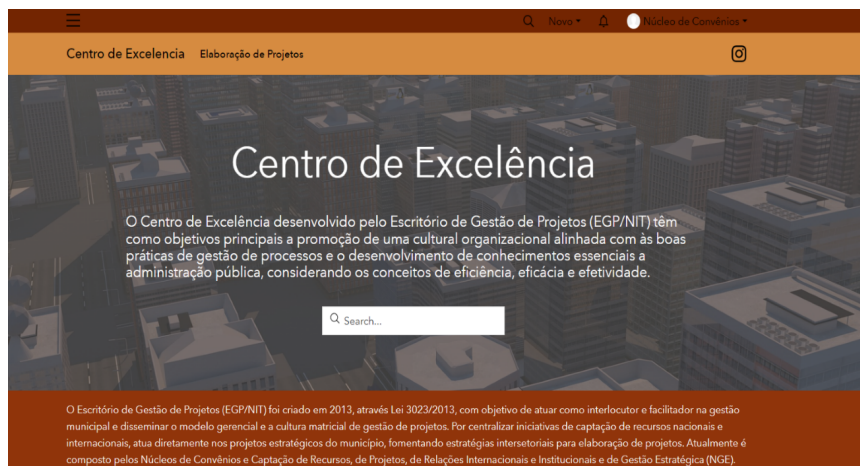 Novo
Núcleo de Convênios
Centro de Excelencia Elaboração de Projetos
Centro de Excelência
O Centro de Excelência desenvolvido pelo Escritório de Gestão de Projetos (EGP/NIT) têm
como objetivos principais a promoção de uma cultural organizacional alinhada com às boas
práticas de gestão de processos e o desenvolvimento de conhecimentos essenciais a
administração pública, considerando os conceitos de eficiência, eficácia e efetividade.
Search...
O Escritório de Gestão de Projetos (EGP/NIT) foi criado em 2013, através Lei 3023/2013, com objetivo de atuar como interlocutor e facilitador na gestão
municipal e disseminar o modelo gerencial e a cultura matricial de gestão de projetos. Por centralizar iniciativas de captação de recursos nacionais e
internacionais, atua diretamente nos projetos estratégicos do município, fomentando estratégias intersetoriais para elaboração de projetos. Atualmente é
composto pelos Núcleos de Convênios e Captação de Recursos, de Projetos, de Relações Internacionais e Institucionais e de Gestão Estratégica (NGE).